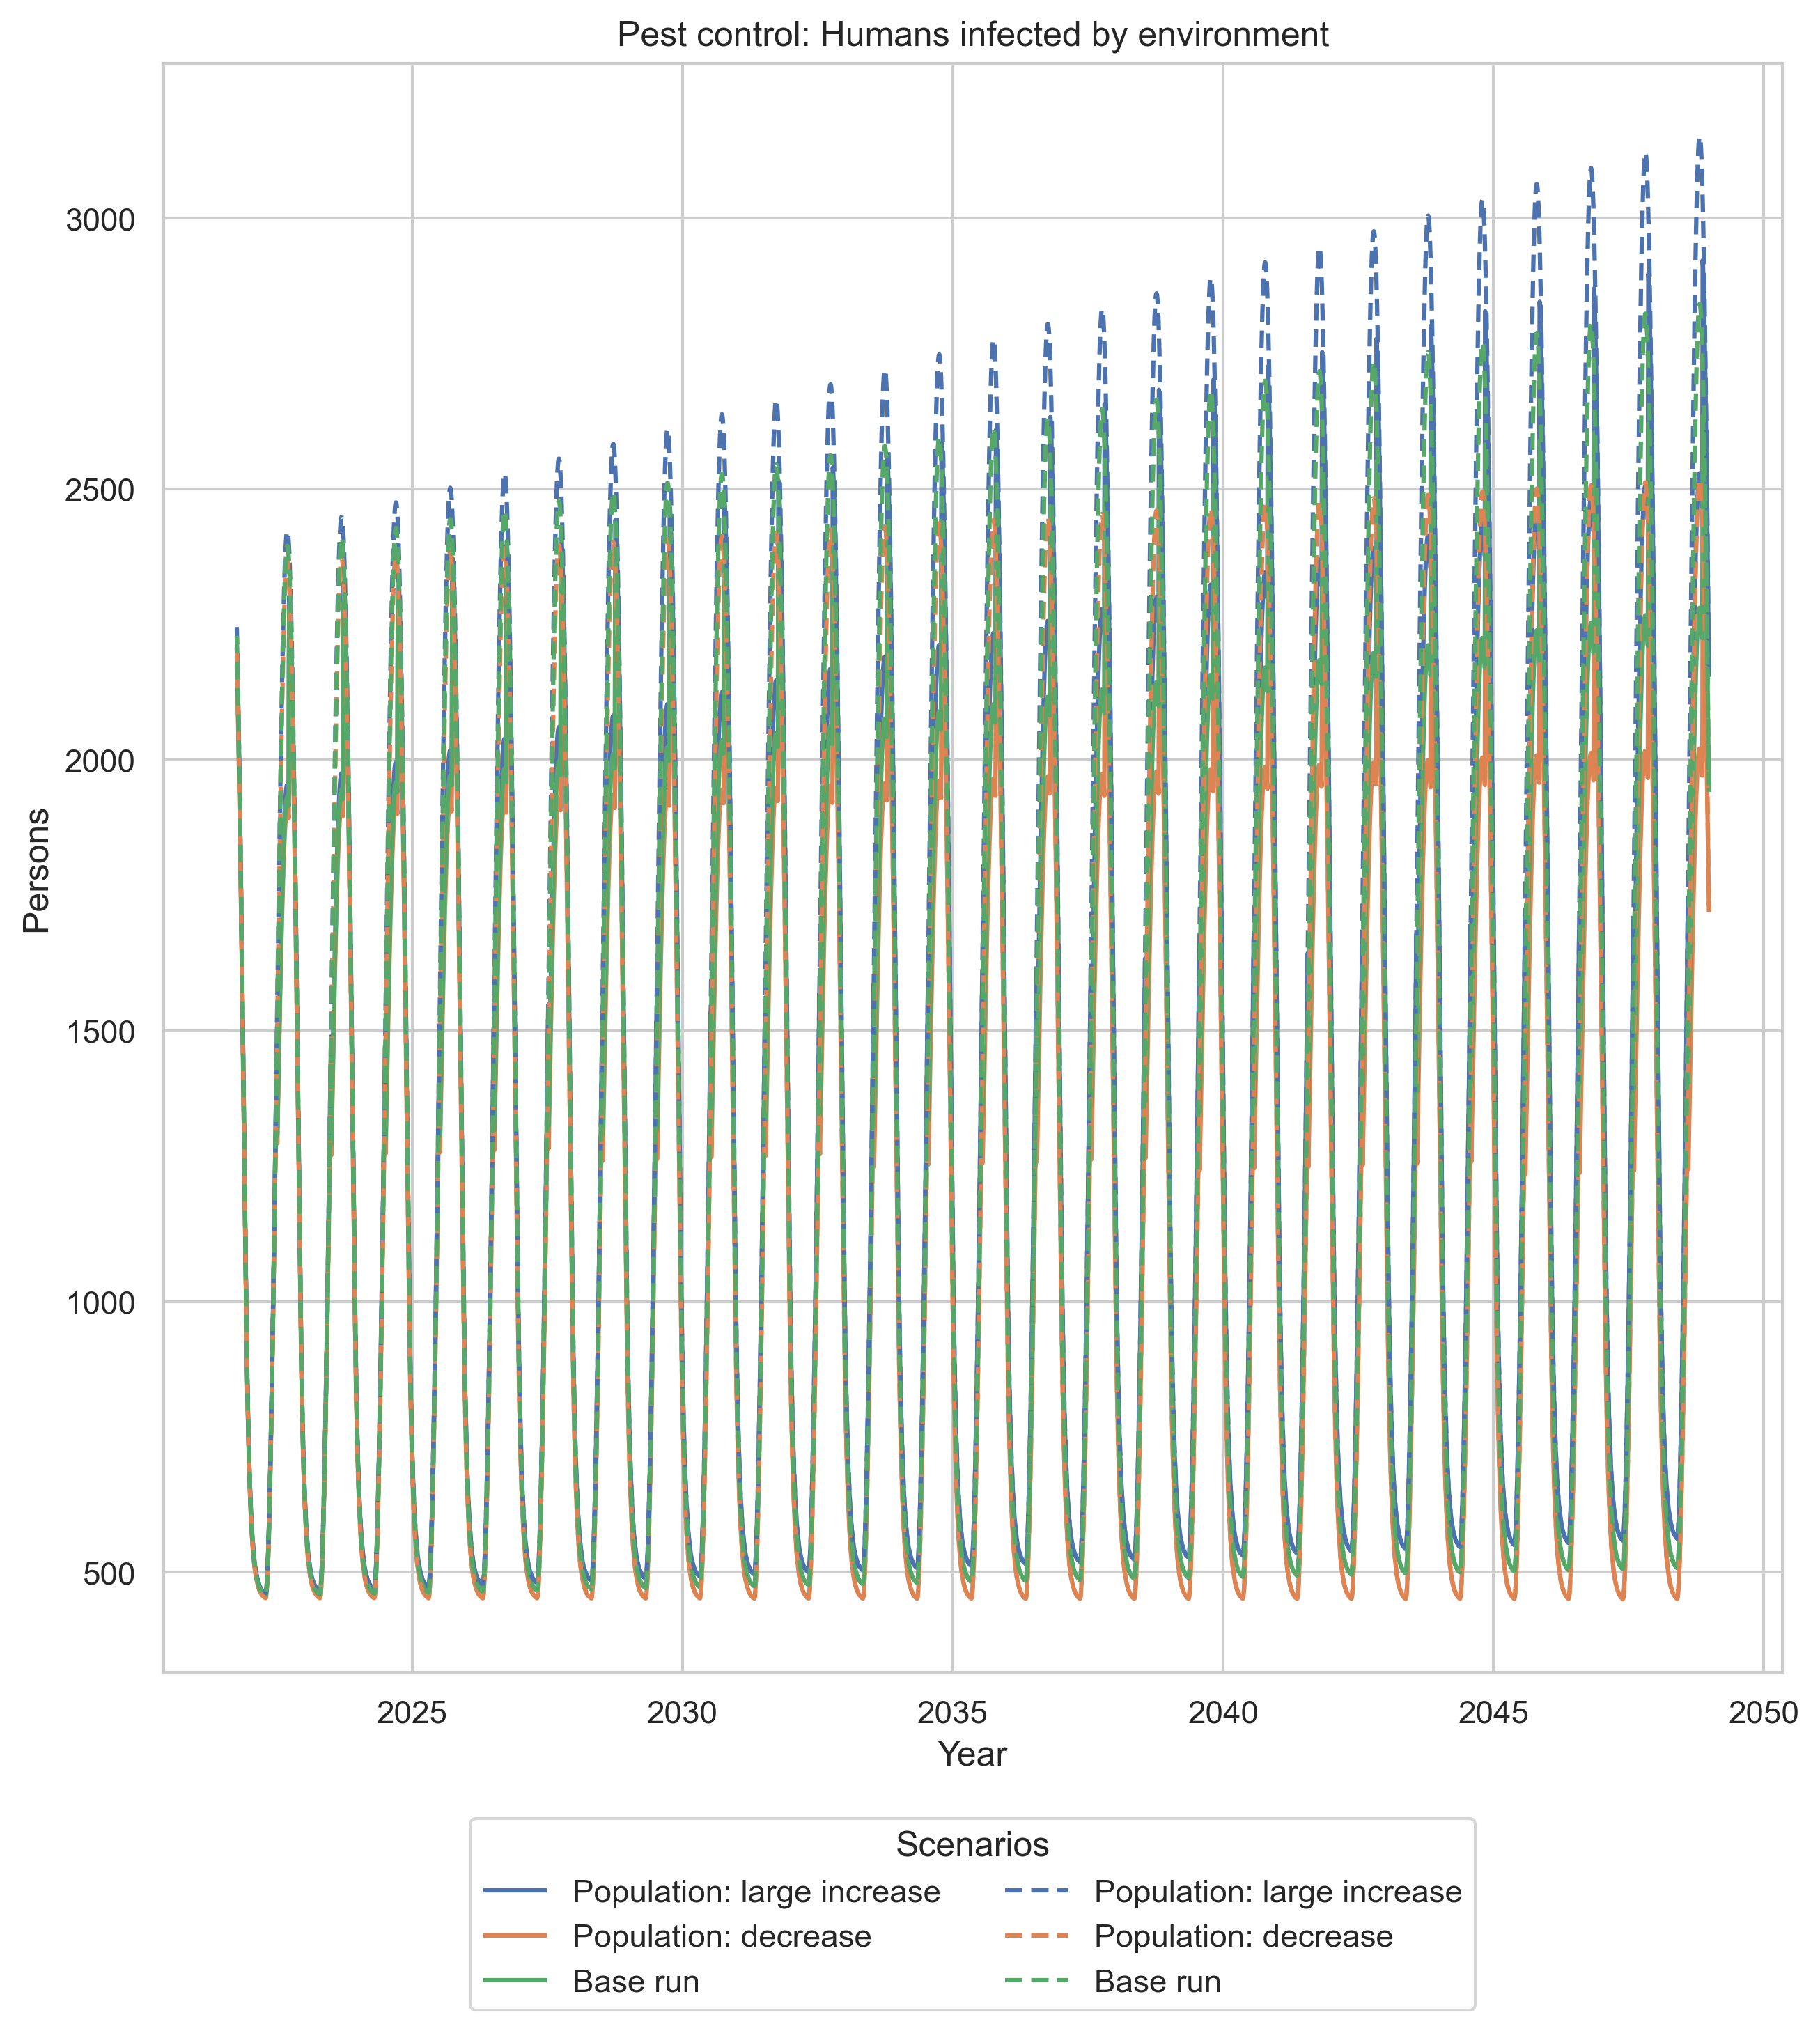 Pest control: Humans infected by environment
3000
2500
2000
1500
1000
500
Persons
2025 2030 2035 2040 2045 2050
Year
Scenarios
Population: large increase Population: large increase
Population: decrease Population: decrease
Base run Base run